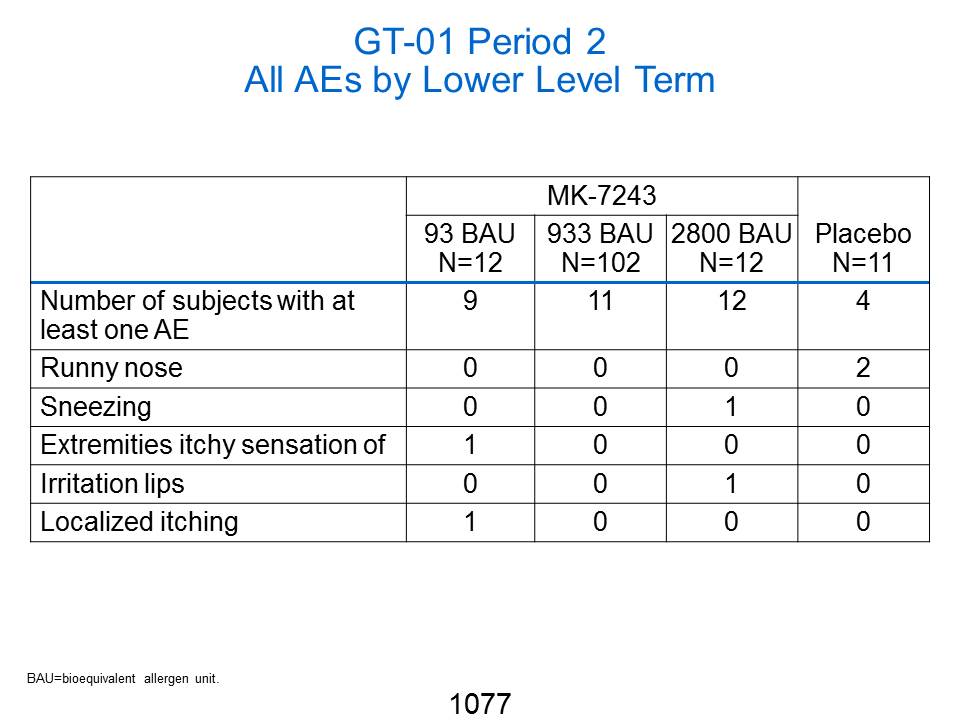 GT-01 Period 2
All AEs by Lower Level Term
MK-7243
93 BAU 933 BAU 2800 BAU Placebo
N=12 N=102 N=12 N=11
Number of subjects with at 9 11 12 4
least one AE
Runny nose 0 0 0 2
Sneezing 0 0 1 0
Extremities itchy sensation of 1 0 0 0
Irritation lips 0 0 1 0
Localized itching 1 0 0 0
BAU=bioequivalent allergen unit.
1077